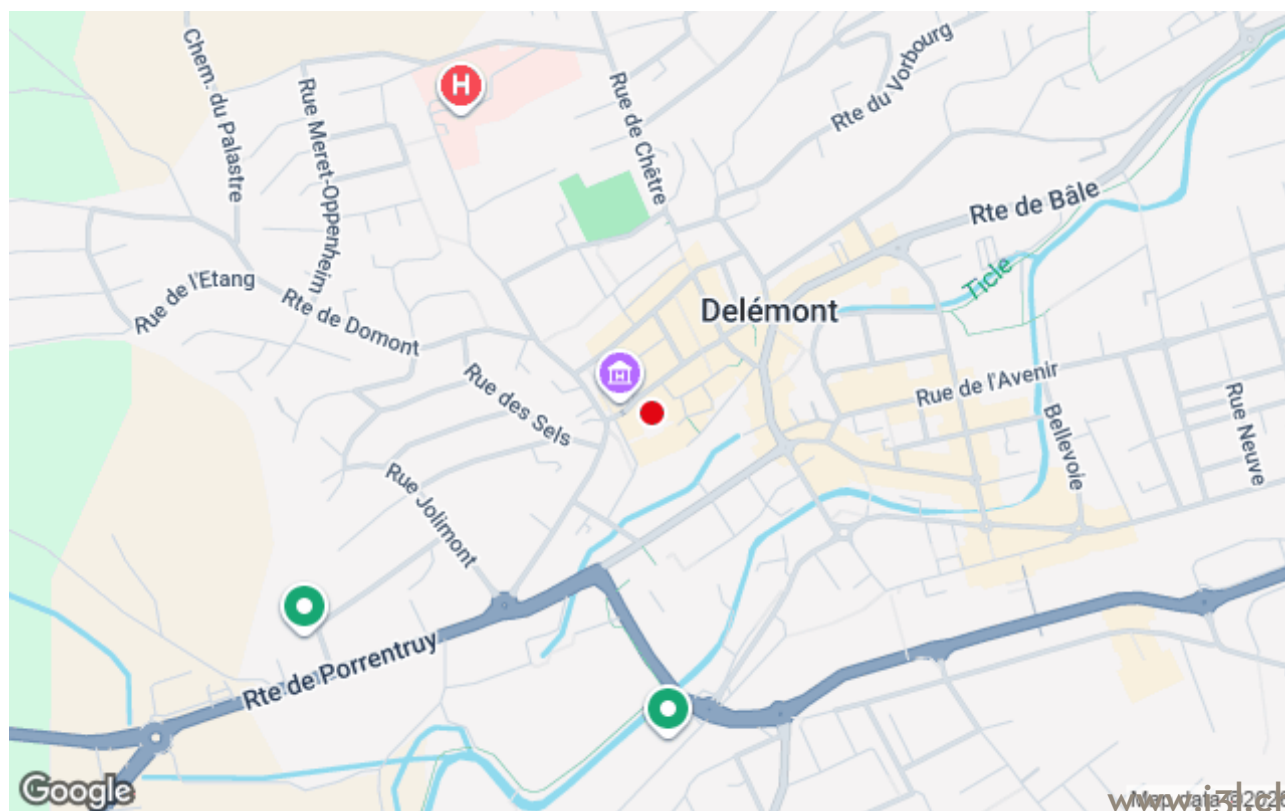 Chem. du Palastre
Rue Meret-Oppenheim
H
Rue de Chêtre
Rte du Vorbourg
Rte de Bâle
Rue de l'Etang
Rte de Domont
Ticle
Delémont
H
Rue des Sels
Rue de l'Avenir
Bellevoie
Rue Neuve
Rue Jolimont
Rte de Porrentruy
Google